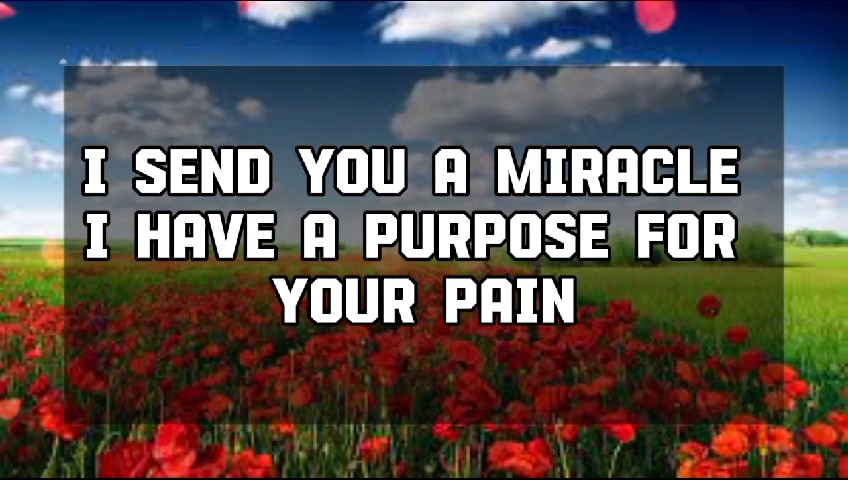 I SEND YOU A MIRACLE
I HAVE A PURPOSE FOR
YOUR PAIN